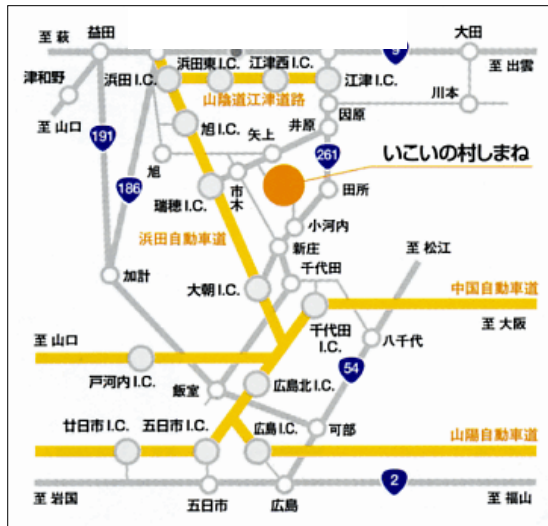 至 萩
益田
9
大田
至 出雲
浜田東I.C.
江津西I.C.
津和野
浜田 I.C.
江津 I.C.
山陰道江津道路
川本
至 山口
旭 I.C.
井原
因原
191
矢上
261
いこいの村しまね
旭
186
瑞穂 I.C.
市木
田所
小河内
浜田自動車道
新庄
至 松江
加計
千代田
大朝 I.C.
中国自動車道
千代田
I.C.
至 大阪
至 山口
八千代
戸河内 I.C.
飯室
広島北 I.C.
54
廿日市 I.C.
五日市 I.C.
広島 I.C.
可部
山陽自動車道
2
至 岩国
五日市
広島
至 福山